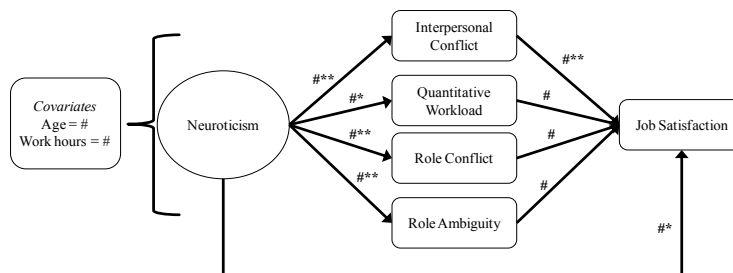 Interpersonal
Conflict
#**
#**
Covariates
Age = #
Work hours = #
Neuroticism
#*
Quantitative
Workload
#
Job Satisfaction
#**
Role Conflict
#
#**
Role Ambiguity
#
#*